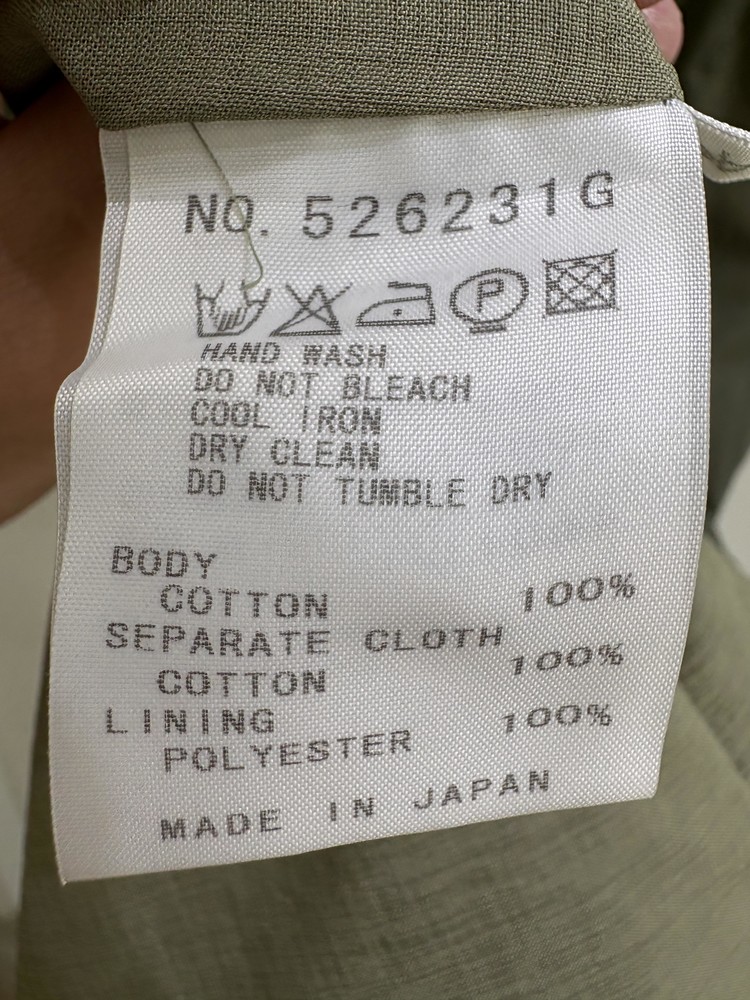 NO. 526231G
P
HAND WASH
DO NOT BLEACH
COOL IRON
DRY CLEAN
DO NOT TUMBLE DRY
BODY
COTTON 100%
SEPARATE CLOTH
COTTON 100%
LINING
POLYESTER 100%
MADE IN JAPAN